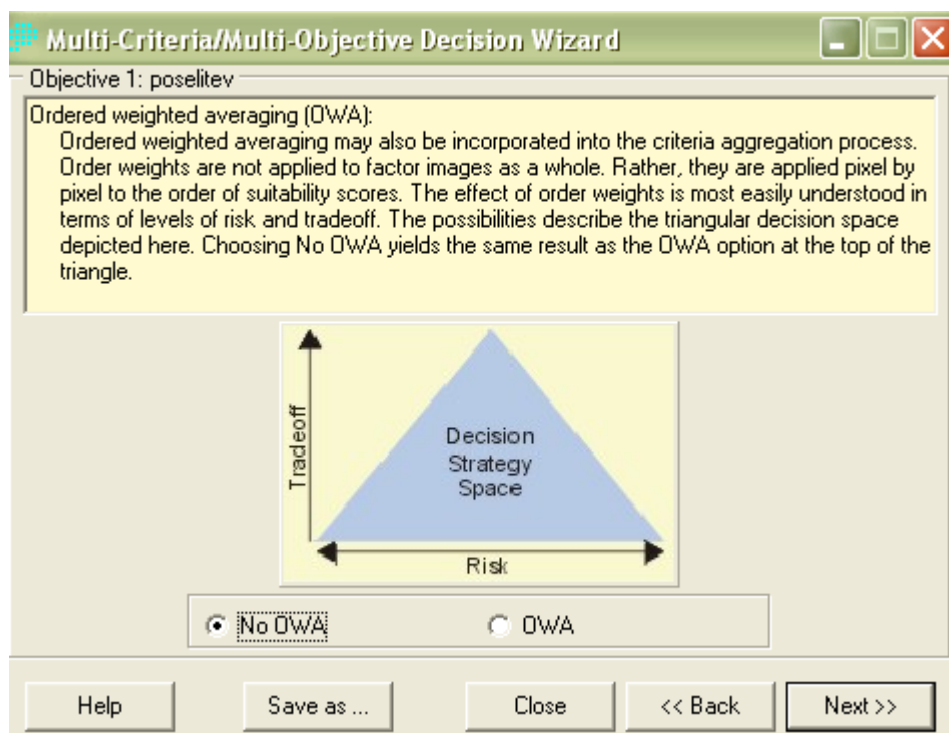 Multi-Criteria/Multi-Objective Decision Wizard
Objective 1: poselitev
Ordered weighted averaging (OWA):
Ordered weighted averaging may also be incorporated into the criteria aggregation process.
Order weights are not applied to factor images as a whole. Rather, they are applied pixel by
pixel to the order of suitability scores. The effect of order weights is most easily understood in
terms of levels of risk and tradeoff. The possibilities describe the triangular decision space
depicted here. Choosing No OWA yields the same result as the OWA option at the top of the
triangle.
Tradeoff
Decision
Strategy
Space
Risk
No OWA OWA
Help Save as ... Close << Back Next >>